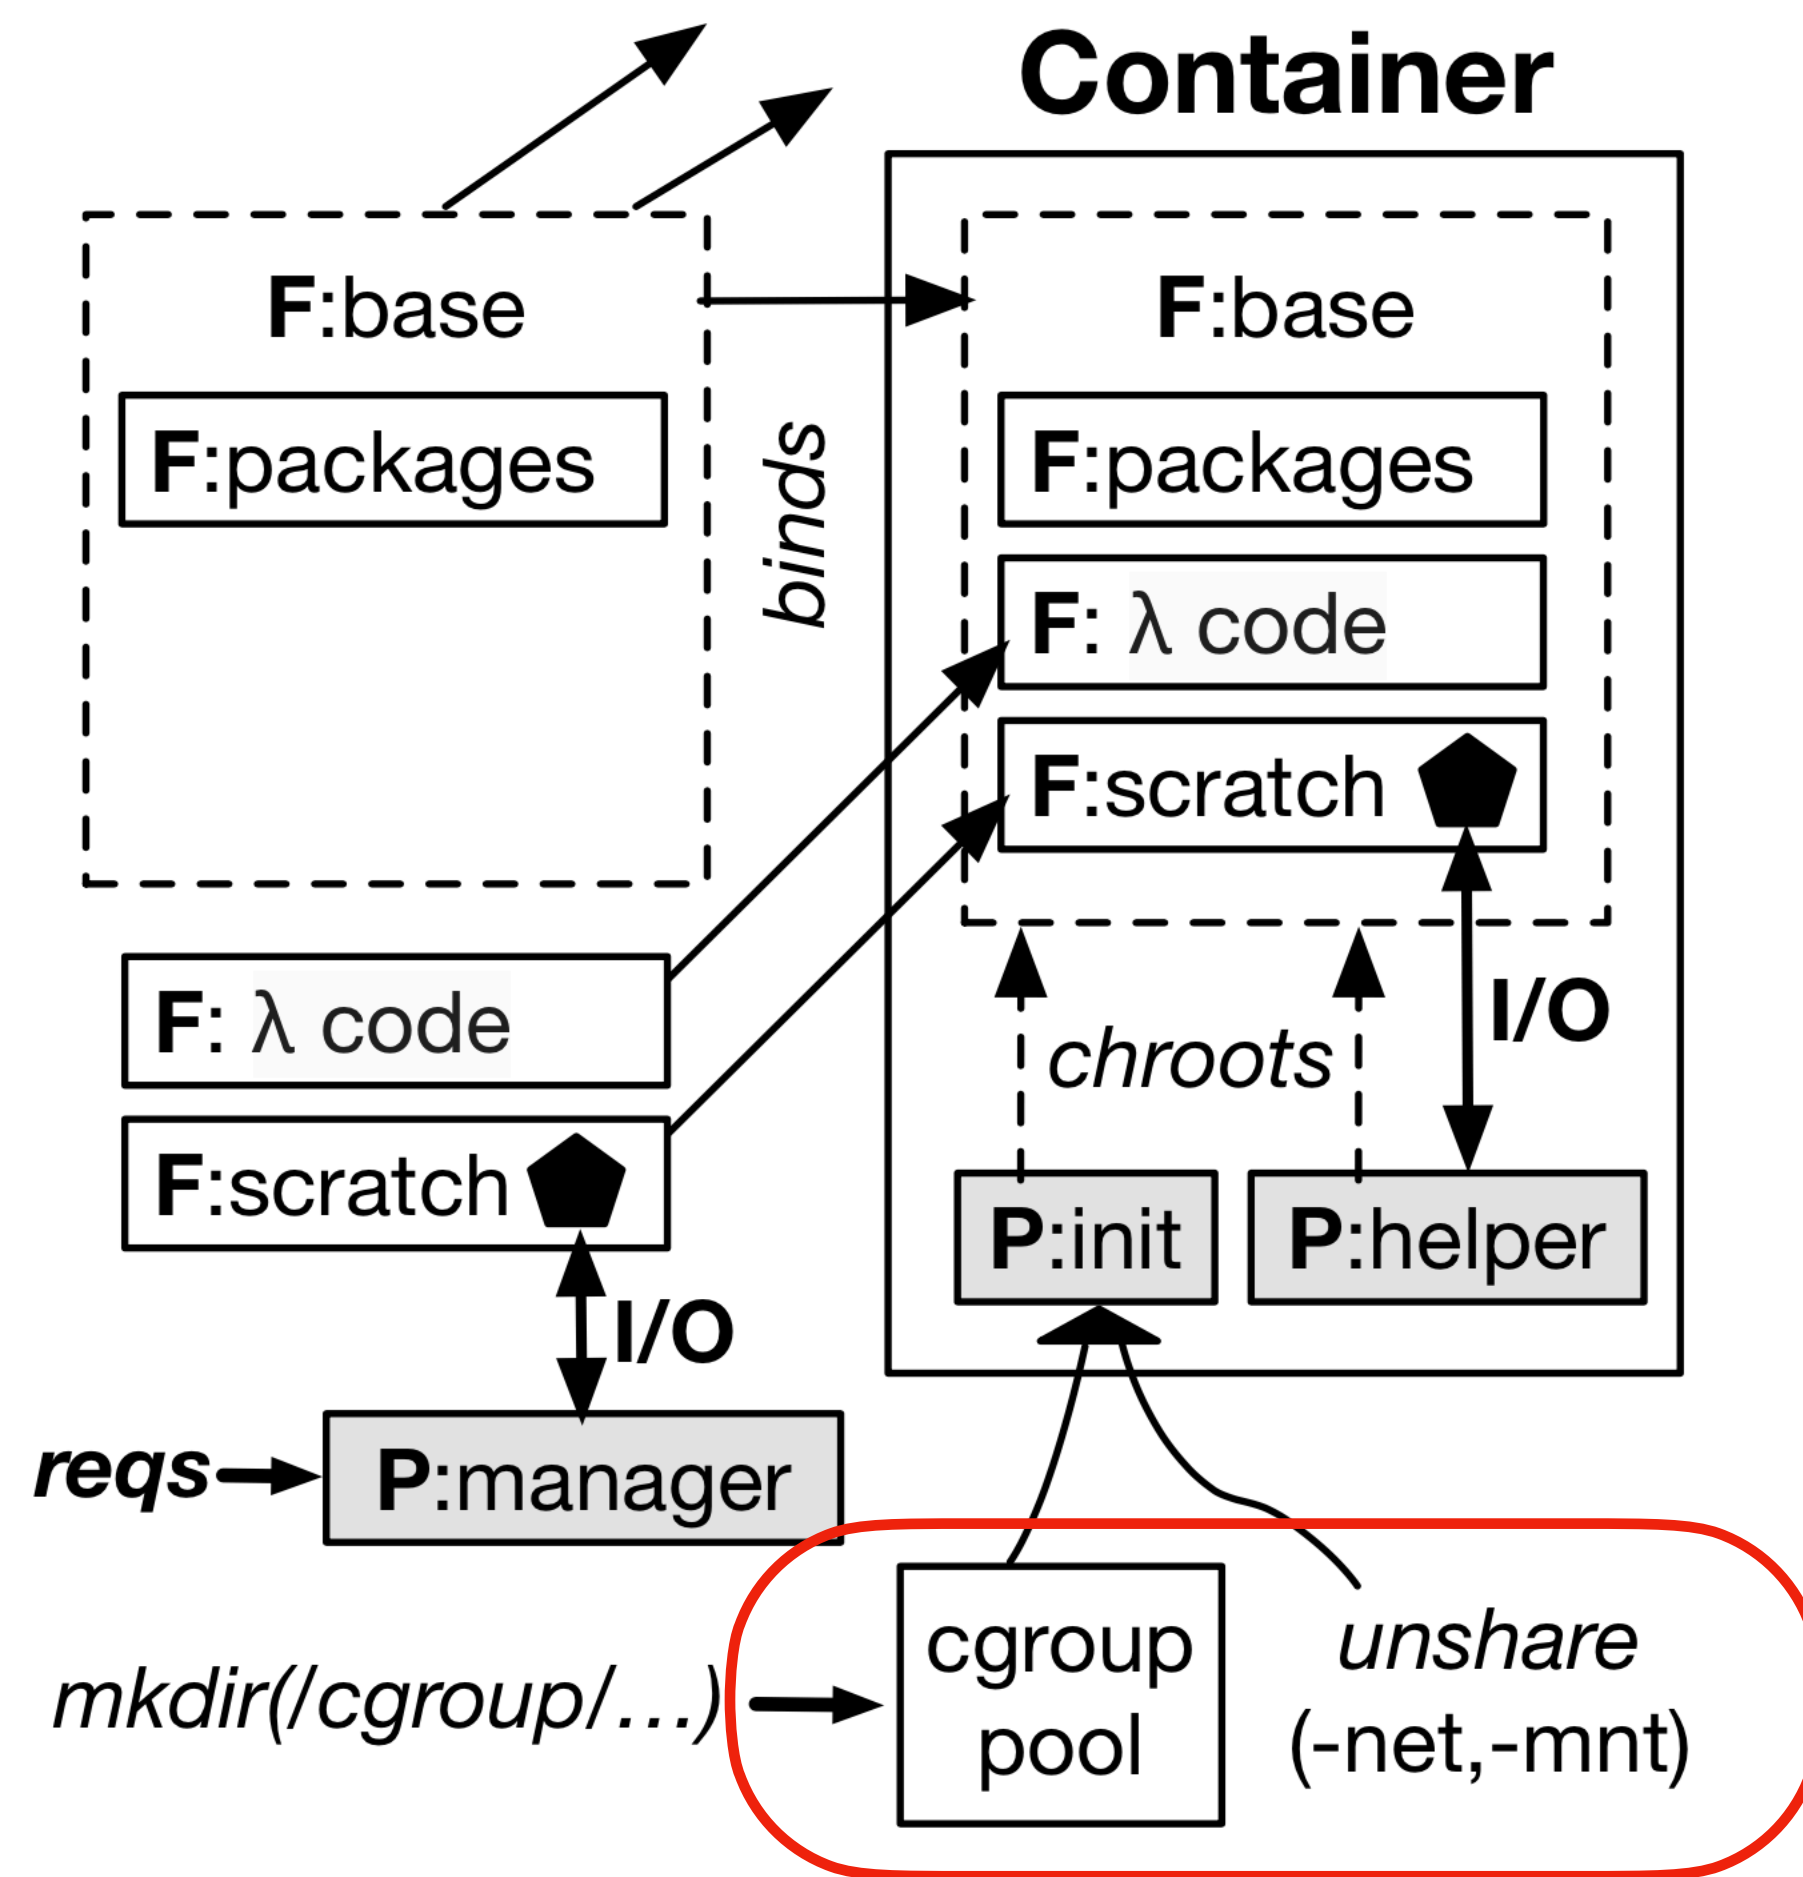 Container
F:base
F:packages
binds
F:base
F:packages
F: λ code
F:scratch
F: λ code
F:scratch
I/O
chroots
I/O
P:init
P:helper
reqs
P:manager
mkdir(/cgroup/...)
cgroup
pool
unshare
(-net,-mnt)